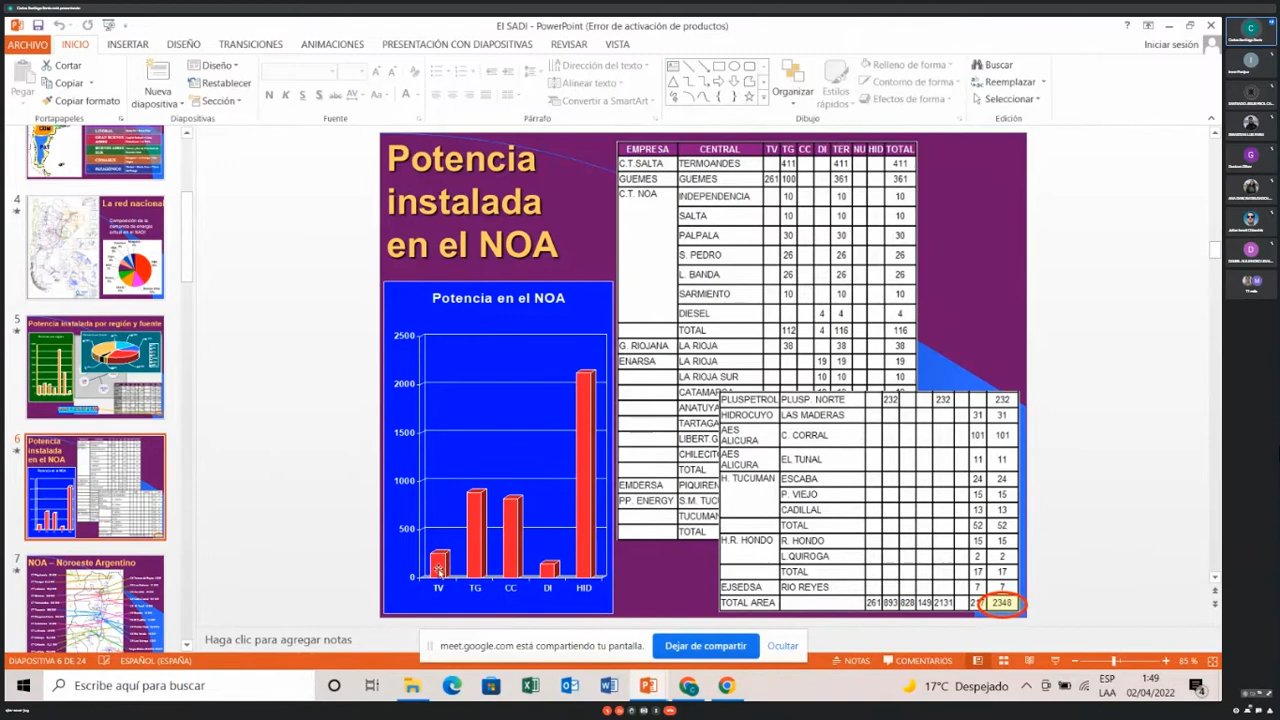 El SADI - PowerPoint (Error de activación de productos)
ARCHIVO INICIO INSERTAR DISEÑO TRANSICIONES ANIMACIONES PRESENTACIÓN CON DIAPOSITIVAS REVISAR VISTA
Iniciar sesión
Pegar
Cortar
Copiar
Copiar formato
Portapapeles
Nueva diapositiva
Diseño
Restablecer
Sección
Diapositivas
Fuente
Dirección del texto
Alinear texto
Convertir a SmartArt
Párrafo
Organizar
Estilos rápidos
Relleno de forma
Contorno de forma
Efectos de forma
Dibujo
Buscar
Reemplazar
Seleccionar
Edición
4
La red nacional
5
Potencia instalada por región y fuente
6
Potencia instalada en el NOA
7
NOA – Noroeste Argentino
Potencia
instalada
en el NOA
Potencia en el NOA
2500
2000
1500
1000
500
0
TV TG CC DI HID
EMPRESA CENTRAL TV TG CC DI TER NU HID TOTAL
C.T.SALTA TERMOANDES 411 411 411
GUEMES GUEMES 261 100 361 361
C.T. NOA INDEPENDENCIA 10 10 10
SALTA 10 10 10
PALPALA 30 30 30
S. PEDRO 26 26 26
L. BANDA 26 26 26
SARMIENTO 10 10 10
DIESEL 4 4 4
TOTAL 112 4 116 116
G. RIOJANA LA RIOJA 38 38 38
ENARSA LA RIOJA 19 19 19
LA RIOJA SUR 10 10 10
CATAMAR
ANATUYA
TARTAGA
LIBERT G
CHILECIT
TOTAL
EMDERSA PIQUIREN
PP. ENERGY S.M. TUC
TUCUMAN
TOTAL
PLUSPETROL PLUSP. NORTE 232 232 232
HIDROCUYO LAS MADERAS 31 31
AES ALICURA C. CORRAL 101 101
AES ALICURA EL TUNAL 11 11
H. TUCUMAN ESCABA 24 24
P. VIEJO 15 15
CADILLAL 13 13
TOTAL 52 52
H.R. HONDO R. HONDO 15 15
L.QUIROGA 2 2
TOTAL 17 17
EJSEDSA RIO REYES 7 7
TOTAL AREA 261 893 828 149 2131 2348
Haga clic para agregar notas
meet.google.com está compartiendo tu pantalla.
Dejar de compartir
Ocultar
DIAPOSITIVA 6 DE 24 ESPAÑOL (ESPAÑA)
NOTAS COMENTARIOS 85 %
Escribe aquí para buscar
17°C Despejado
ESP
LAA
1:49
02/04/2022
4